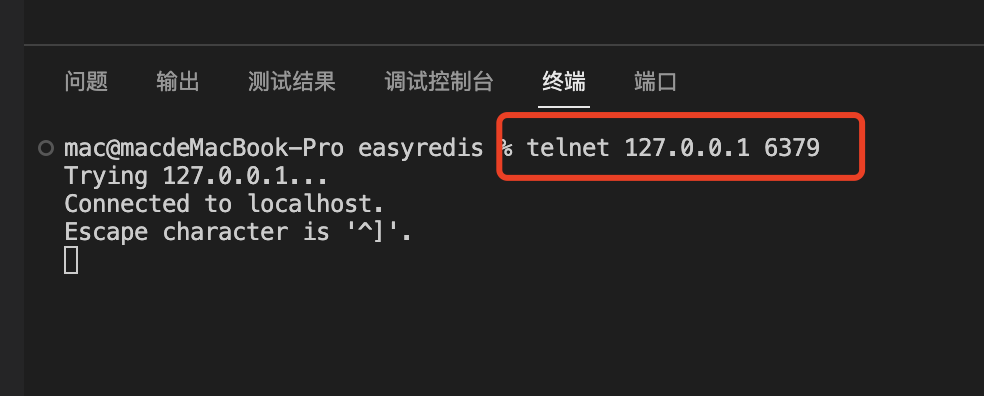 问题 输出 测试结果 调试控制台 终端 端口
mac@macdeMacBook-Pro easyredis % telnet 127.0.0.1 6379
Trying 127.0.0.1...
Connected to localhost.
Escape character is '^]'.